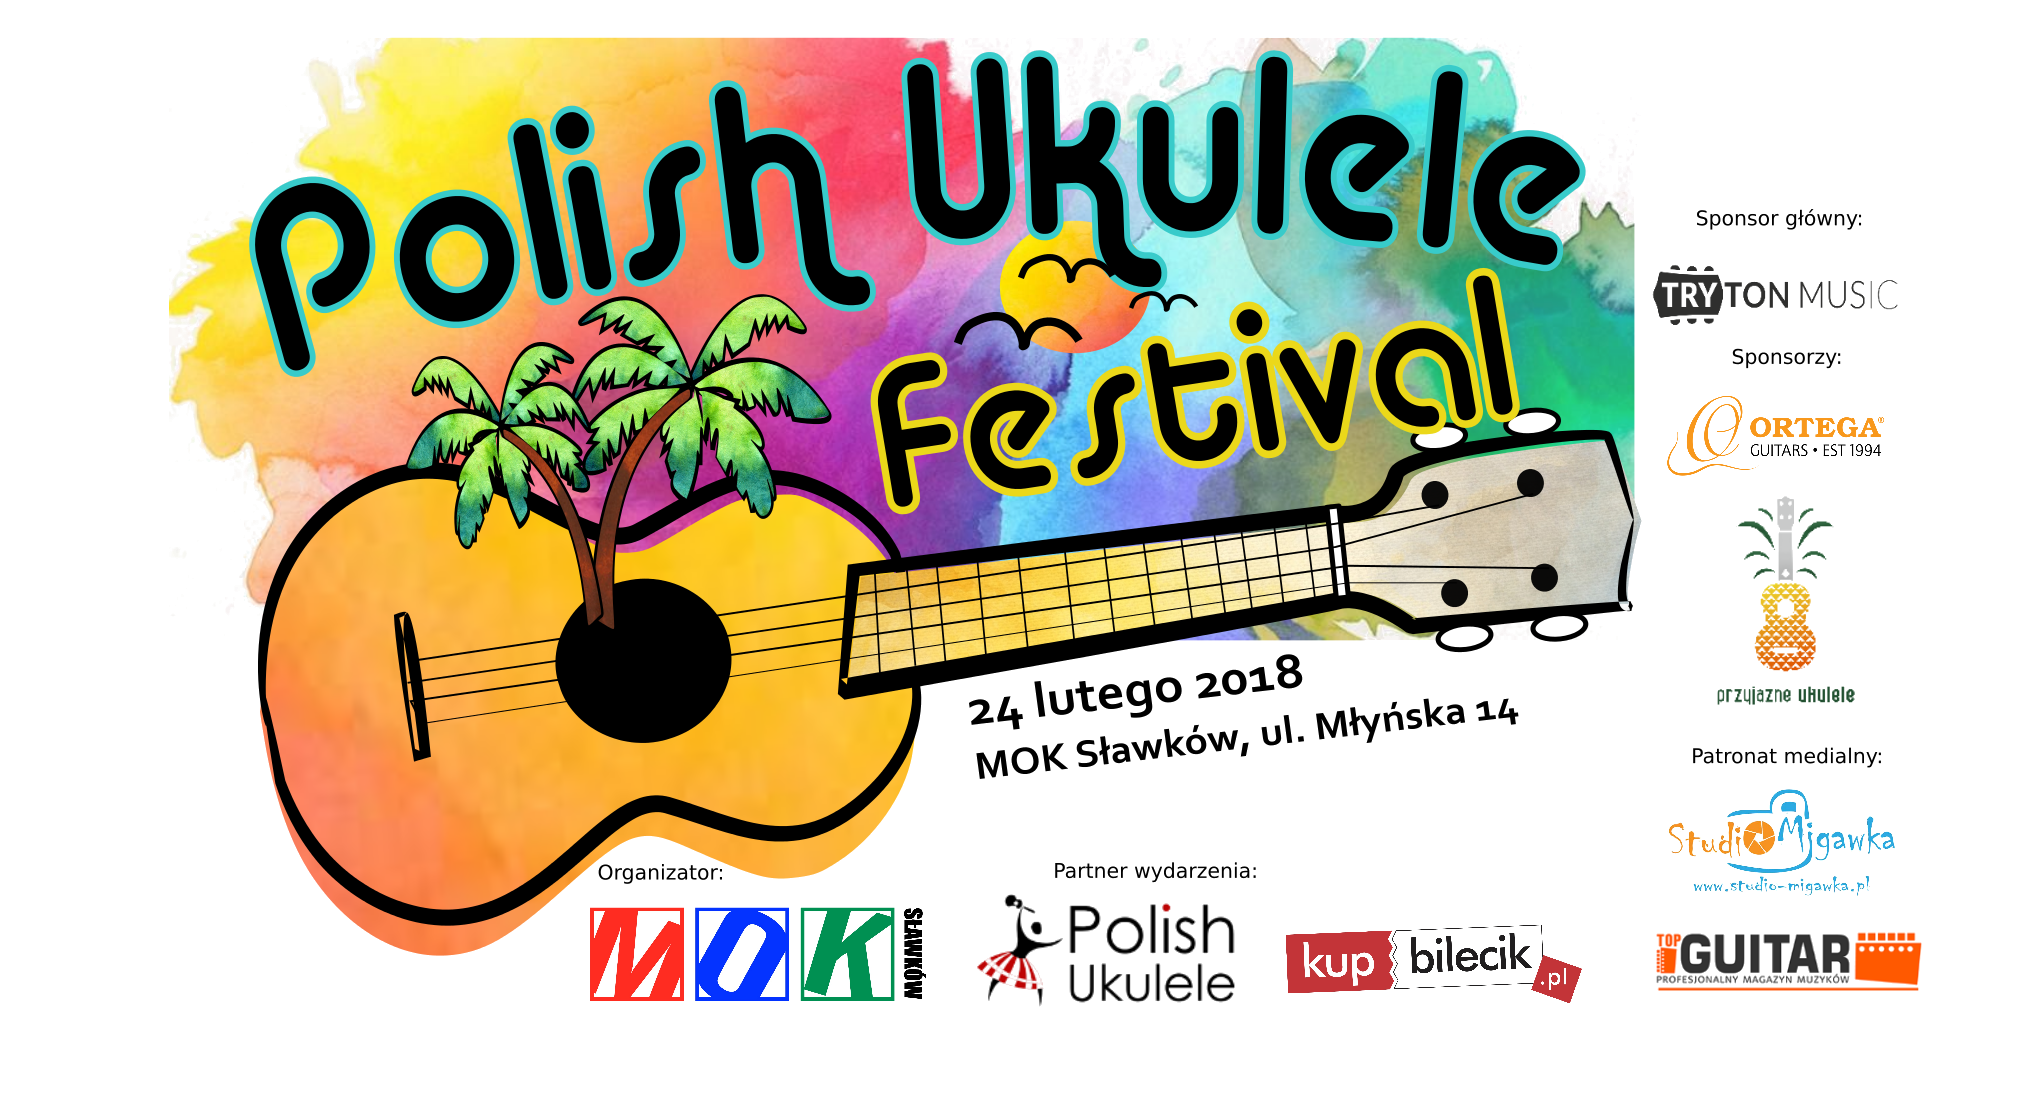 Polish Ukulele
Festival
24 lutego 2018
MOK Sławków, ul. Młyńska 14
Organizator:
MOK
SŁAWKÓW
Partner wydarzenia:
Polish
Ukulele
kup bilecik .pl
Sponsor główny:
TRYTON MUSIC
Sponsorzy:
ORTEGA®
GUITARS • EST 1994
przyjazne ukulele
Patronat medialny:
Studio Migawka
www.studio-migawka.pl
TOP GUITAR
PROFESJONALNY MAGAZYN MUZYKÓW